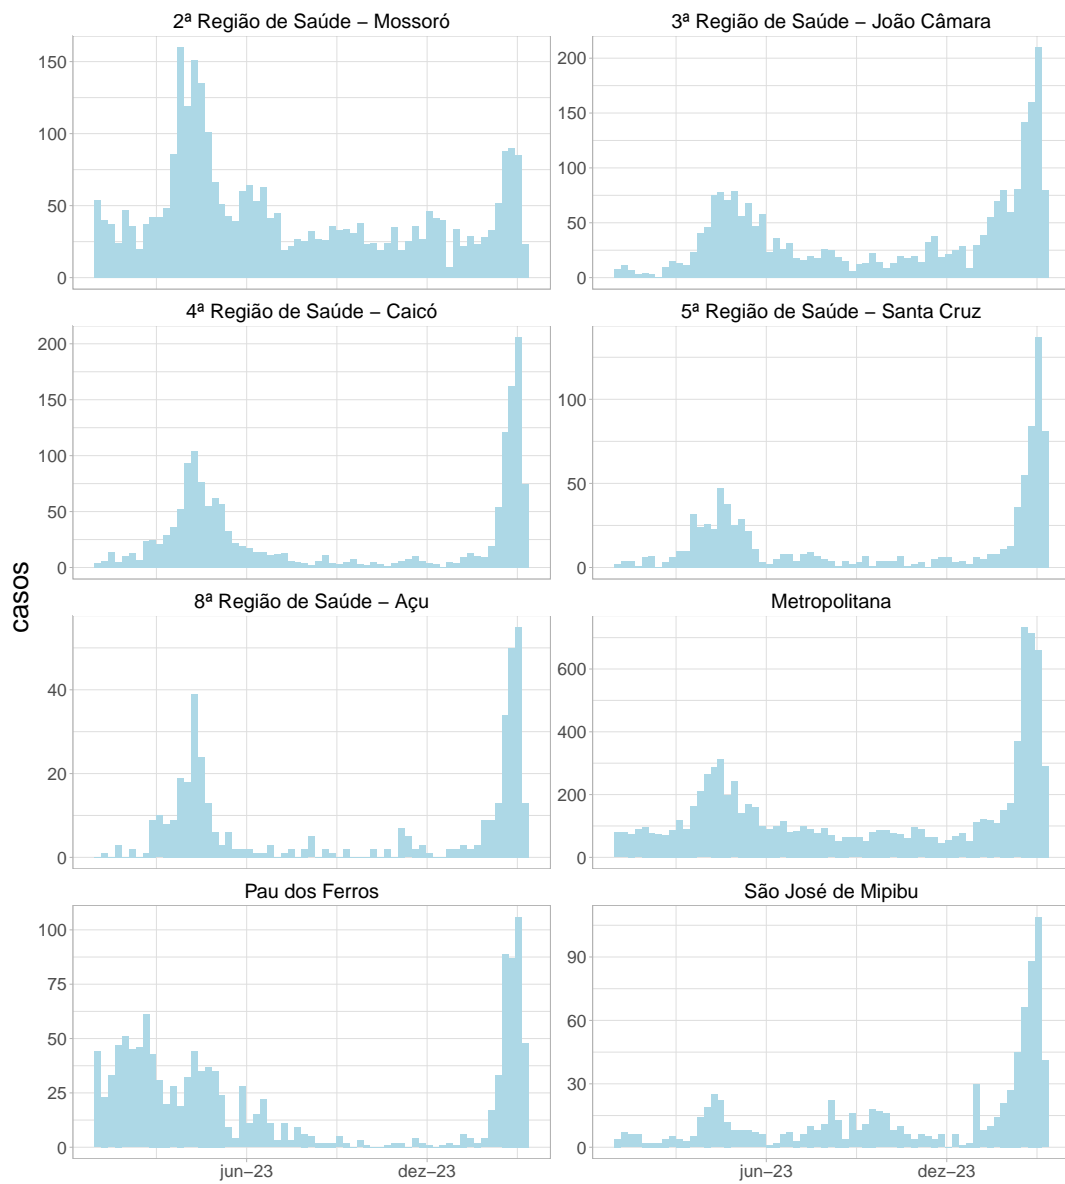 2ª Região de Saúde – Mossoró
3ª Região de Saúde – João Câmara
150
100
50
0
200
150
100
50
0
4ª Região de Saúde – Caicó
5ª Região de Saúde – Santa Cruz
200
150
100
50
0
100
50
0
casos
8ª Região de Saúde – Açu
Metropolitana
40
20
0
600
400
200
0
Pau dos Ferros
São José de Mipibu
100
75
50
25
0
90
60
30
0
jun–23
dez–23
jun–23
dez–23